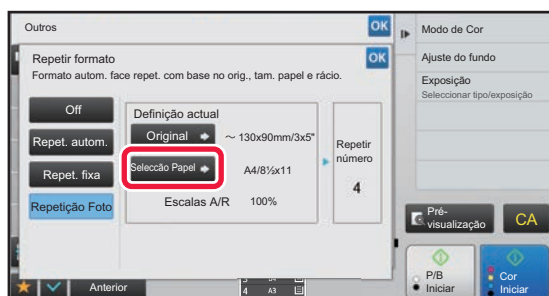 Outros
OK
Repetir formato
OK
Formato autom. face repet. com base no orig., tam. papel e rácio.
Off
Repet. autom.
Repet. fixa
Repetição Foto
Definição actual
Original
~ 130x90mm/3x5"
Selecção Papel
A4/8½x11
Escalas A/R
100%
Repetir
número
4
Modo de Cor
Ajuste do fundo
Exposição
Seleccionar tipo/exposição
Pré-
visualização
CA
P/B
Iniciar
Cor
Iniciar
Anterior
4 A3